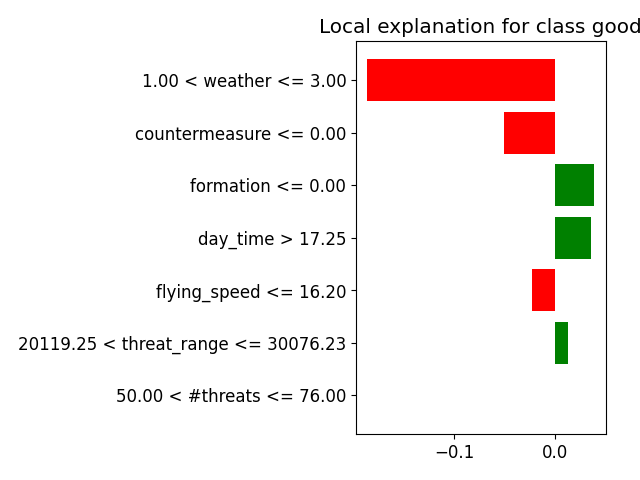 Local explanation for class good
1.00 < weather <= 3.00
countermeasure <= 0.00
formation <= 0.00
day_time > 17.25
flying_speed <= 16.20
20119.25 < threat_range <= 30076.23
50.00 < #threats <= 76.00
−0.1 0.0